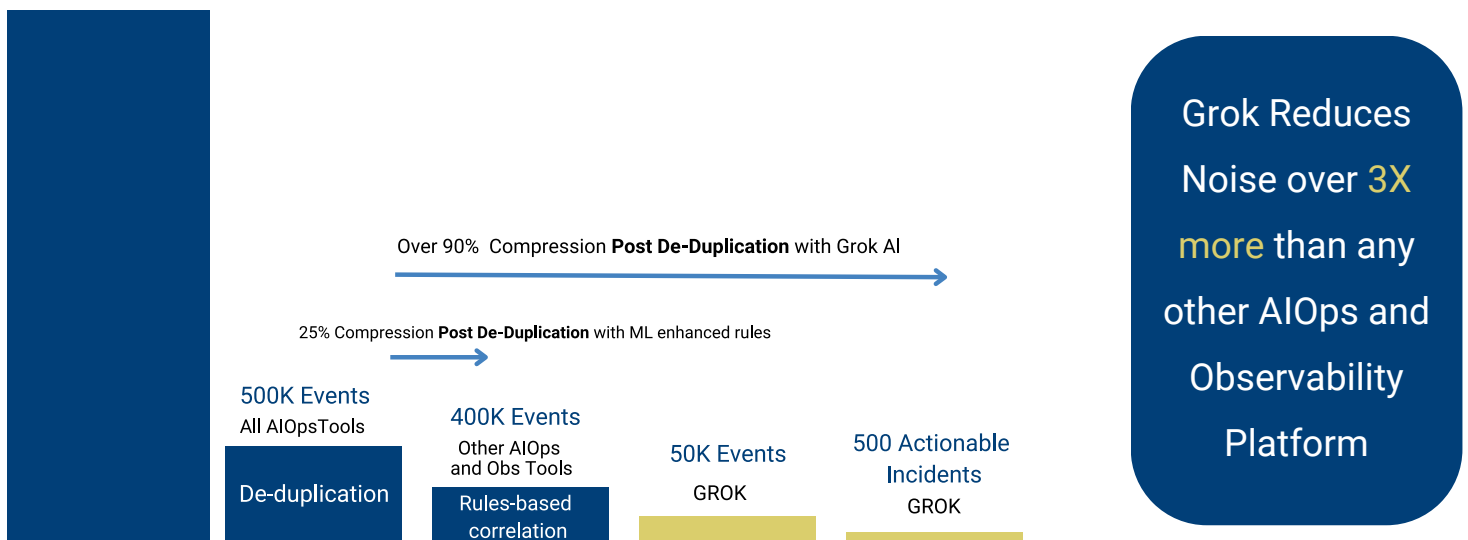 Over 90% Compression Post De-Duplication with Grok AI
25% Compression Post De-Duplication with ML enhanced rules
500K Events
All AIOpsTools
De-duplication
400K Events
Other AIOps
and Obs Tools
Rules-based
correlation
50K Events
GROK
500 Actionable
Incidents
GROK
Grok Reduces
Noise over 3X
more than any
other AIOps and
Observability
Platform